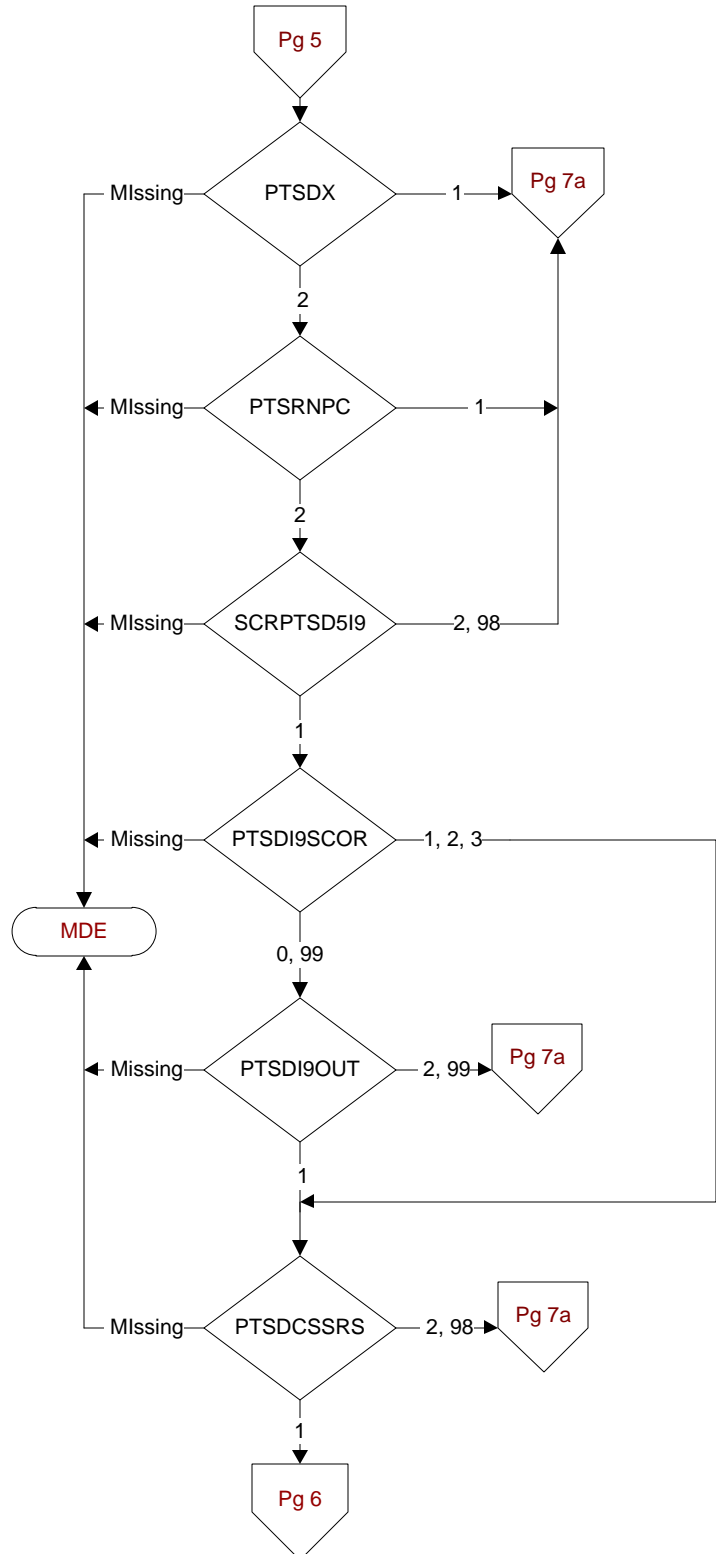 Pg 5
MIssing
PTSDX
1
Pg 7a
2
MIssing
PTSRNPC
1
2
MIssing
SCRPTSD5I9
2, 98
1
Missing
PTSDI9SCOR
1, 2, 3
MDE
0, 99
Missing
PTSDI9OUT
2, 99
Pg 7a
1
MIssing
PTSDCSSRS
2, 98
Pg 7a
1
Pg 6